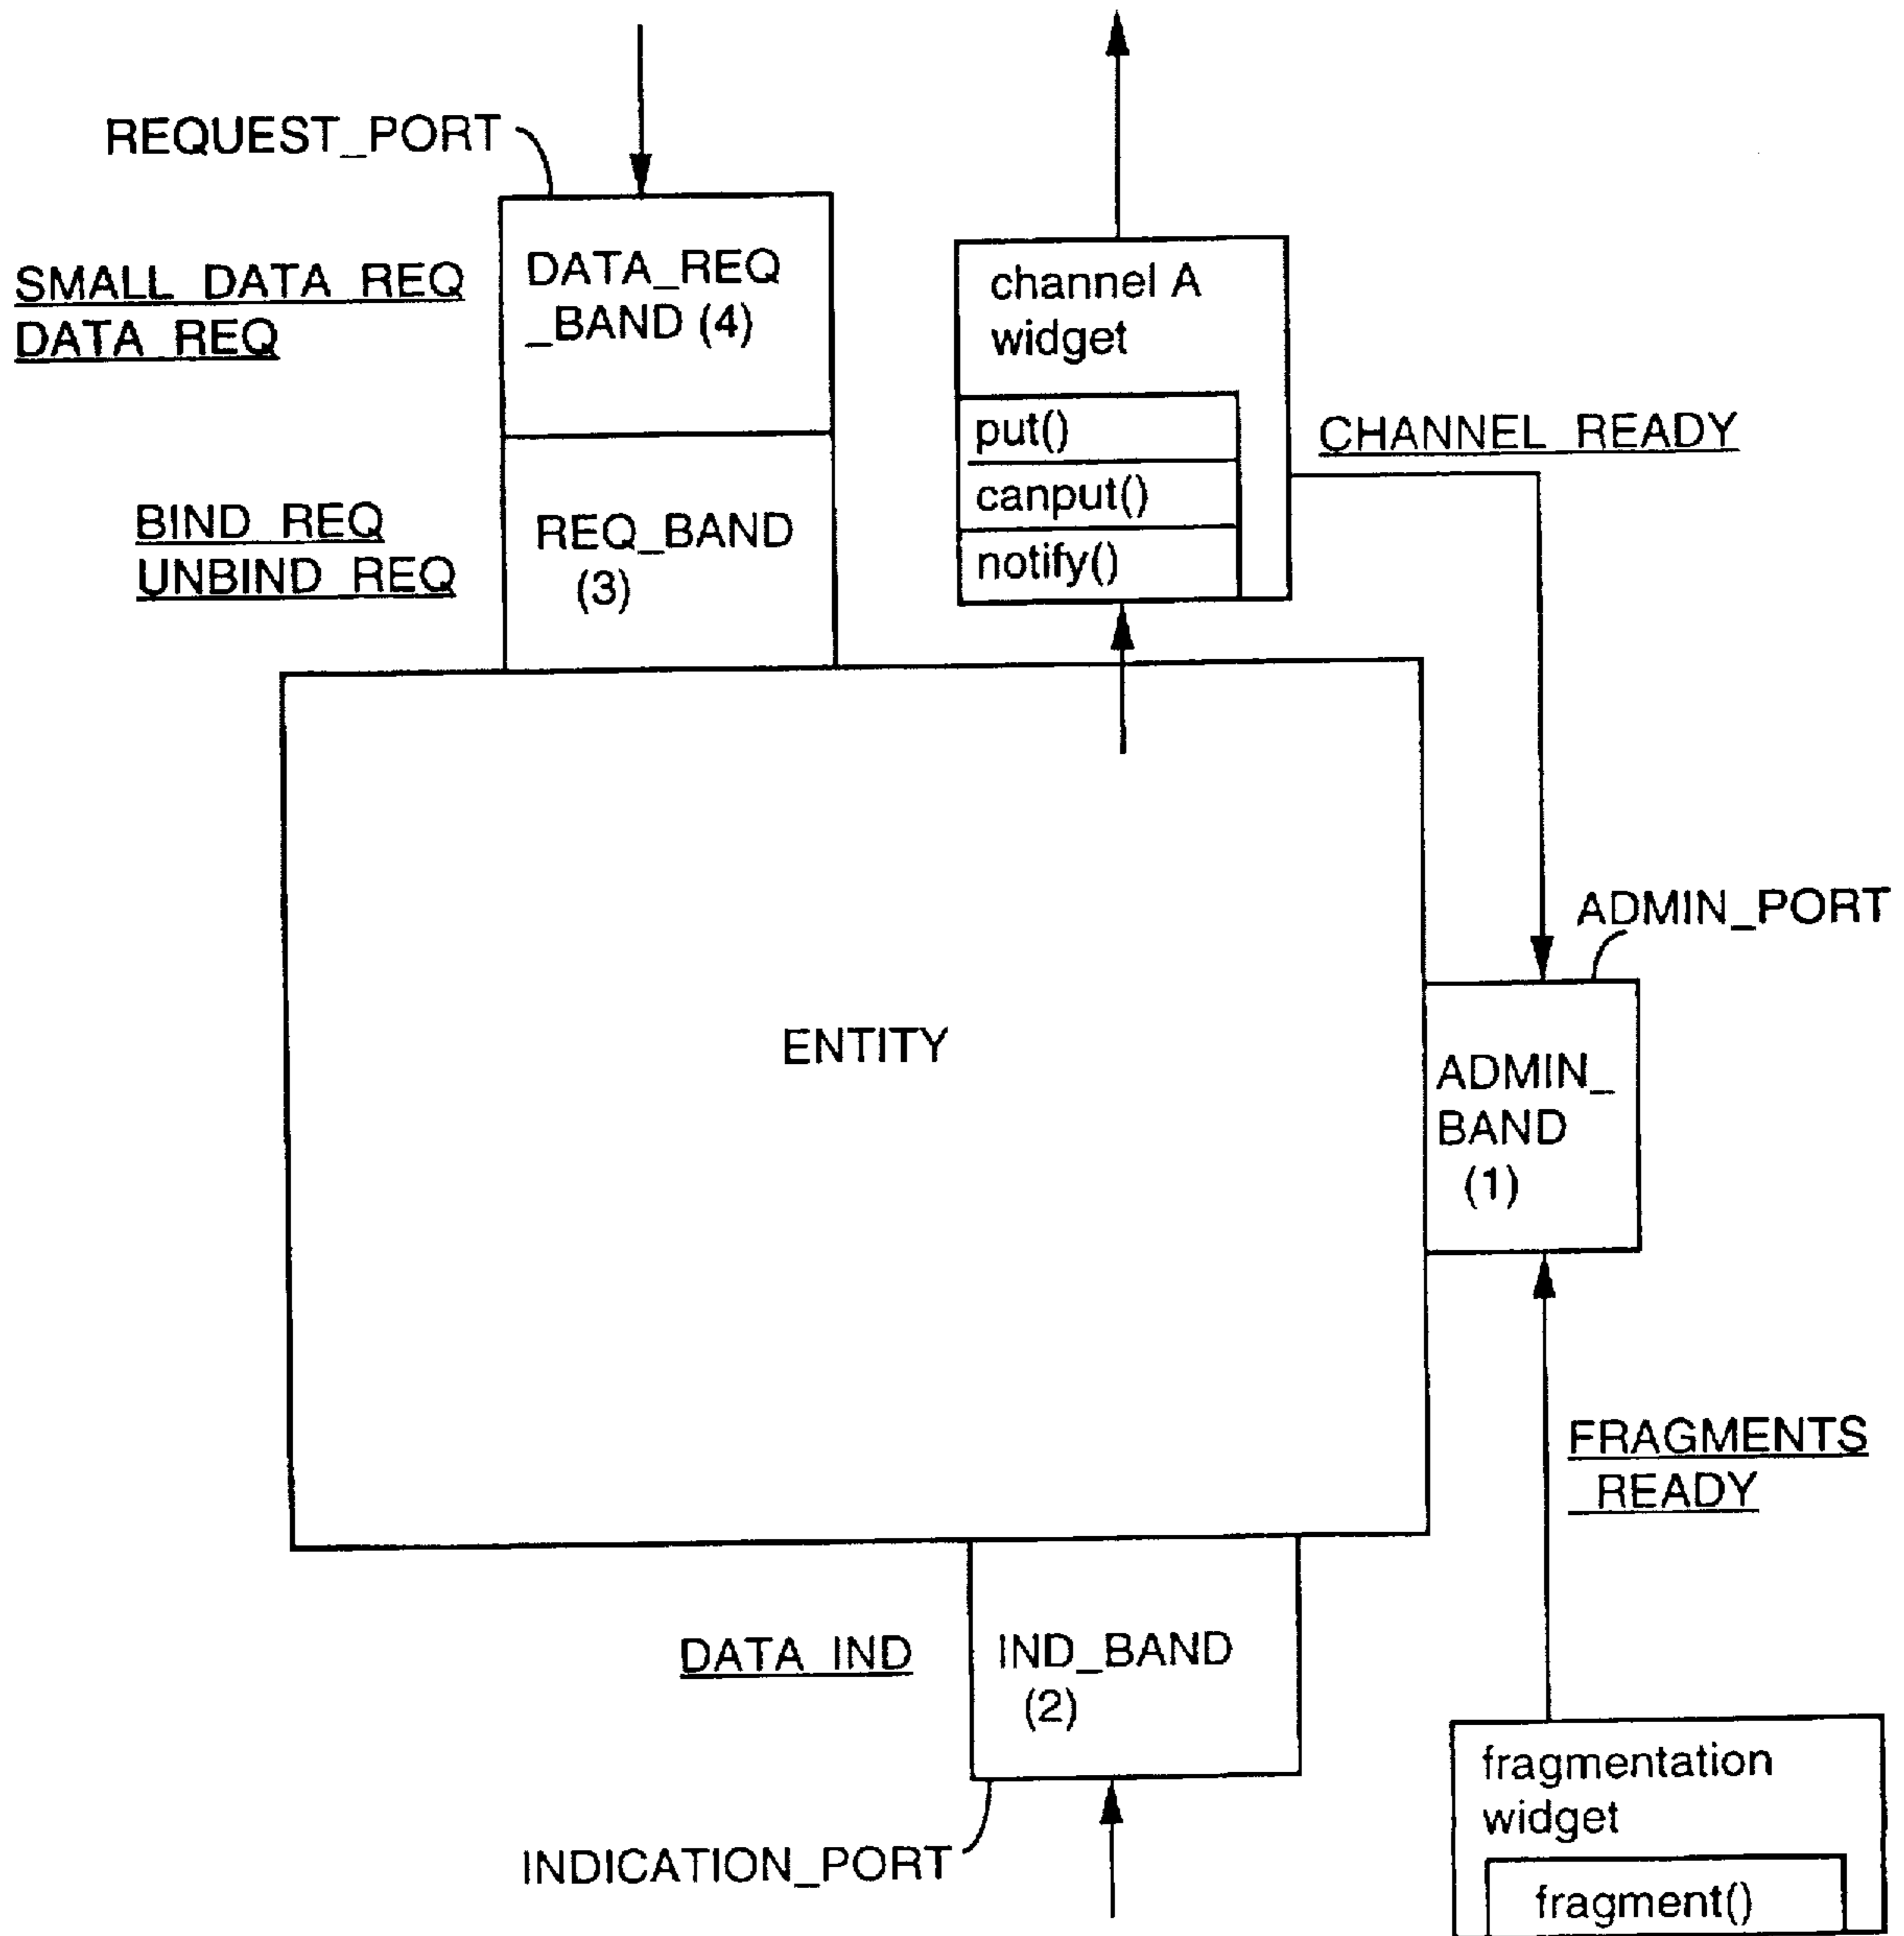 REQUEST_PORT
SMALL_DATA_REQ
DATA_REQ
DATA_REQ
_BAND (4)
channel A
widget
put()
canput()
notify()
CHANNEL_READY
BIND_REQ
UNBIND_REQ
REQ_BAND
(3)
ENTITY
ADMIN_PORT
ADMIN_
BAND
(1)
FRAGMENTS
_READY
DATA_IND
IND_BAND
(2)
INDICATION_PORT
fragmentation
widget
fragment()